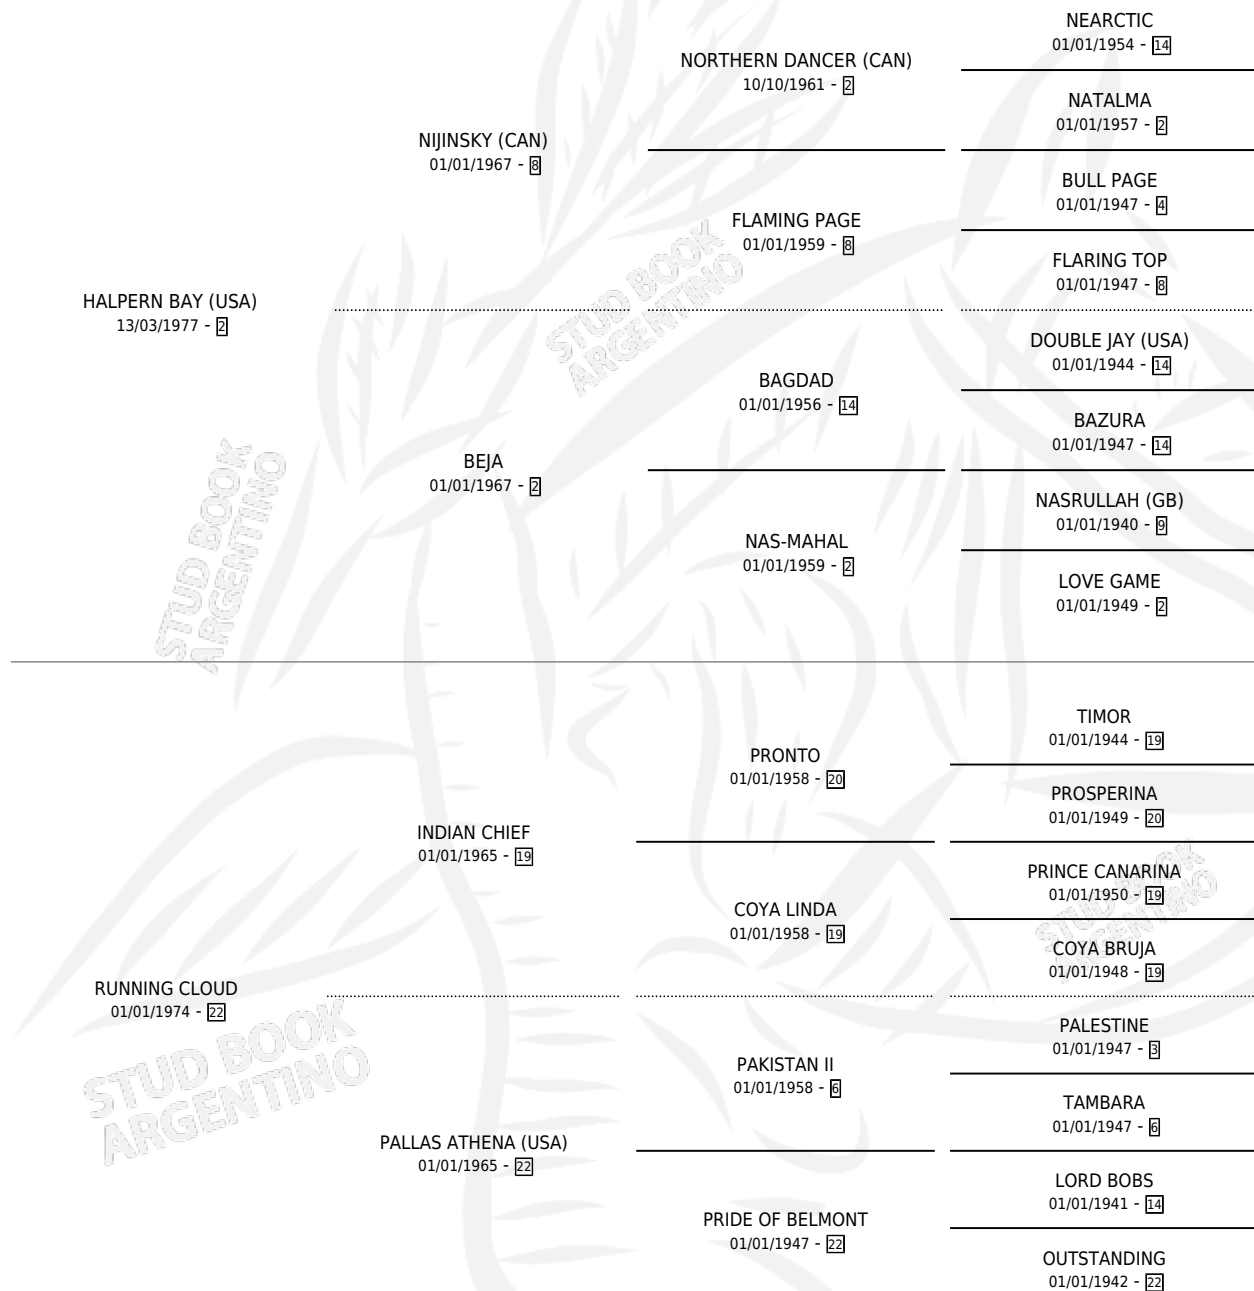 NEARCTIC
01/01/1954 - 14
NORTHERN DANCER (CAN)
10/10/1961 - 2
NATALMA
01/01/1957 - 2
NIJINSKY (CAN)
01/01/1967 - 8
BULL PAGE
01/01/1947 - 4
FLAMING PAGE
01/01/1959 - 8
FLARING TOP
01/01/1947 - 8
HALPERN BAY (USA)
13/03/1977 - 2
DOUBLE JAY (USA)
01/01/1944 - 14
BAGDAD
01/01/1956 - 14
BAZURA
01/01/1947 - 14
BEJA
01/01/1967 - 2
NASRULLAH (GB)
01/01/1940 - 9
NAS-MAHAL
01/01/1959 - 2
LOVE GAME
01/01/1949 - 2
TIMOR
01/01/1944 - 19
PRONTO
01/01/1958 - 20
PROSPERINA
01/01/1949 - 20
INDIAN CHIEF
01/01/1965 - 19
PRINCE CANARINA
01/01/1950 - 19
COYA LINDA
01/01/1958 - 19
COYA BRUJA
01/01/1948 - 19
RUNNING CLOUD
01/01/1974 - 22
PALESTINE
01/01/1947 - 3
PAKISTAN II
01/01/1958 - 6
TAMBARA
01/01/1947 - 6
PALLAS ATHENA (USA)
01/01/1965 - 22
LORD BOBS
01/01/1941 - 14
PRIDE OF BELMONT
01/01/1947 - 22
OUTSTANDING
01/01/1942 - 22
STUD BOOK
ARGENTINO
STUD BOOK
ARGENTINO
STUD BOOK
ARGENTINO
STUD BOOK
ARGENTINO